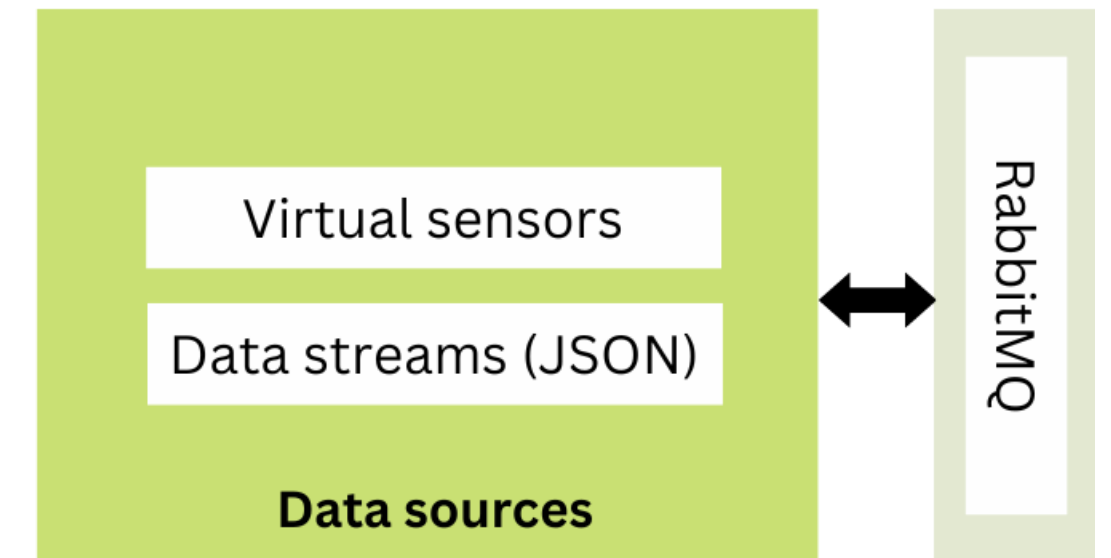 Virtual sensors
Data streams (JSON)
Data sources
RabbitMQ